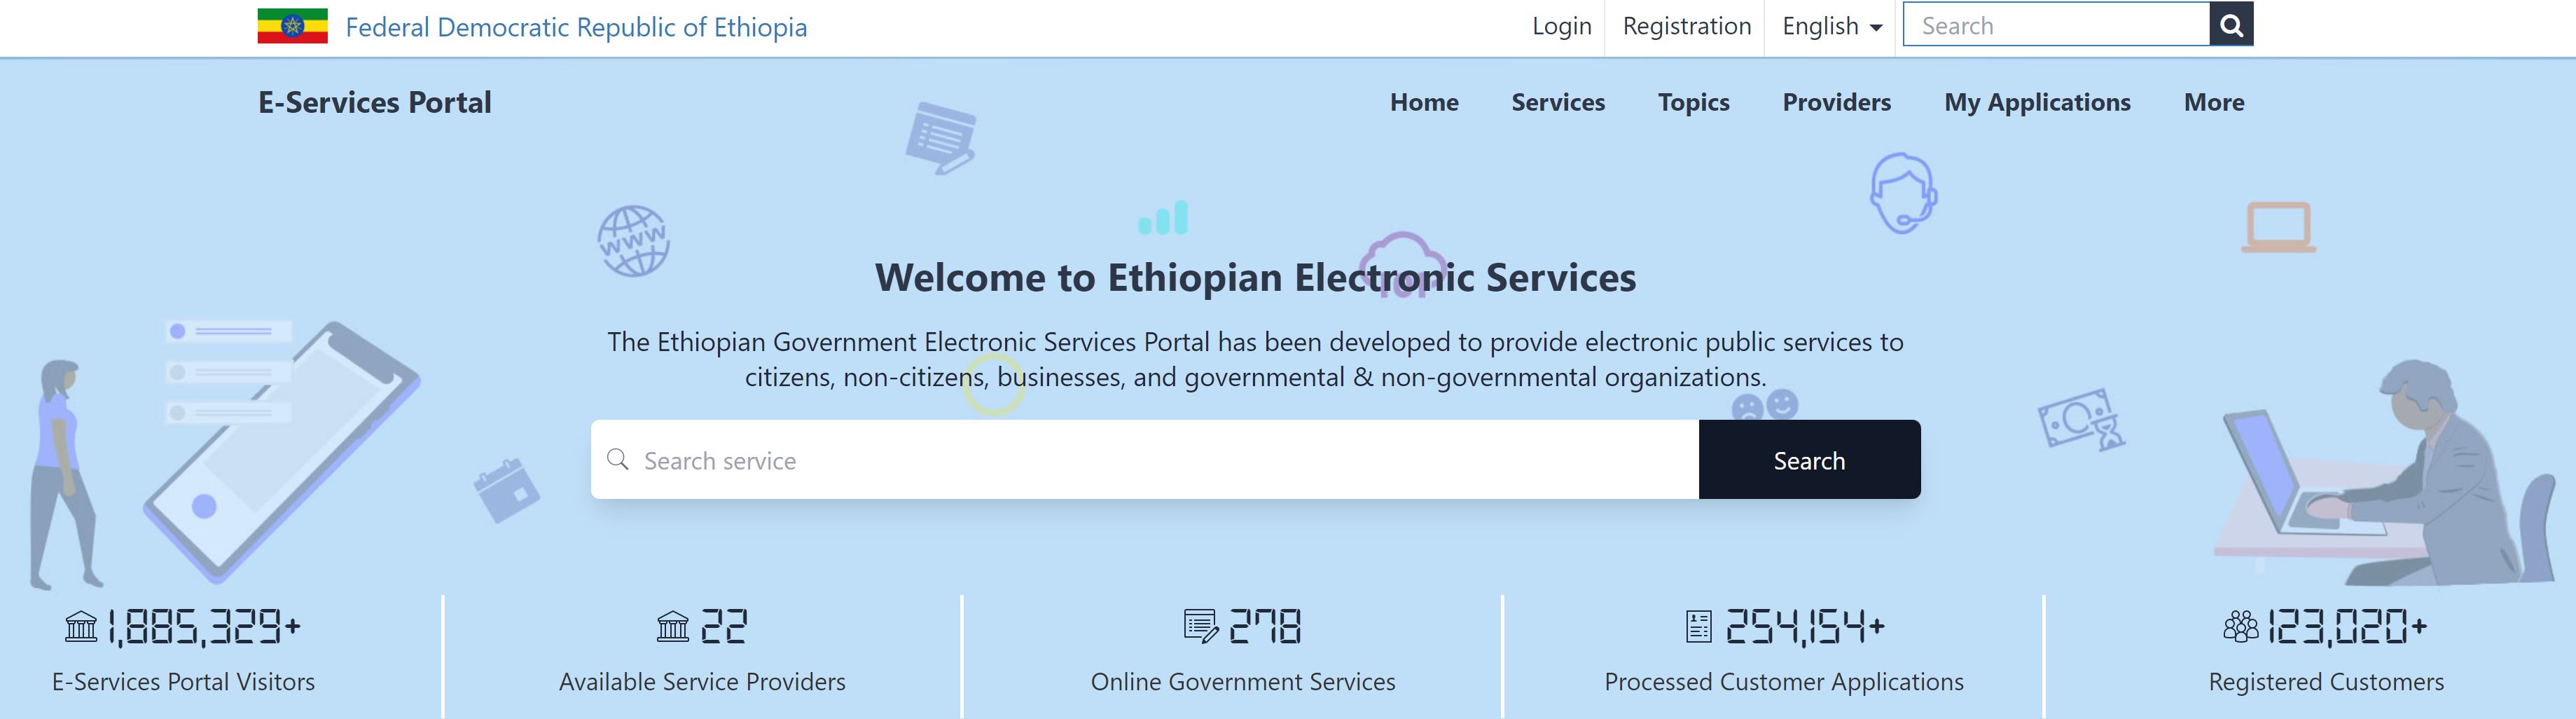 Federal Democratic Republic of Ethiopia
Login
Registration
English
Search
E-Services Portal
Home
Services
Topics
Providers
My Applications
More
www
Welcome to Ethiopian Electronic Services
The Ethiopian Government Electronic Services Portal has been developed to provide electronic public services to
citizens, non-citizens, businesses, and governmental & non-governmental organizations.
Search service
Search
1,885,329+
E-Services Portal Visitors
22
Available Service Providers
278
Online Government Services
254,154+
Processed Customer Applications
123,020+
Registered Customers